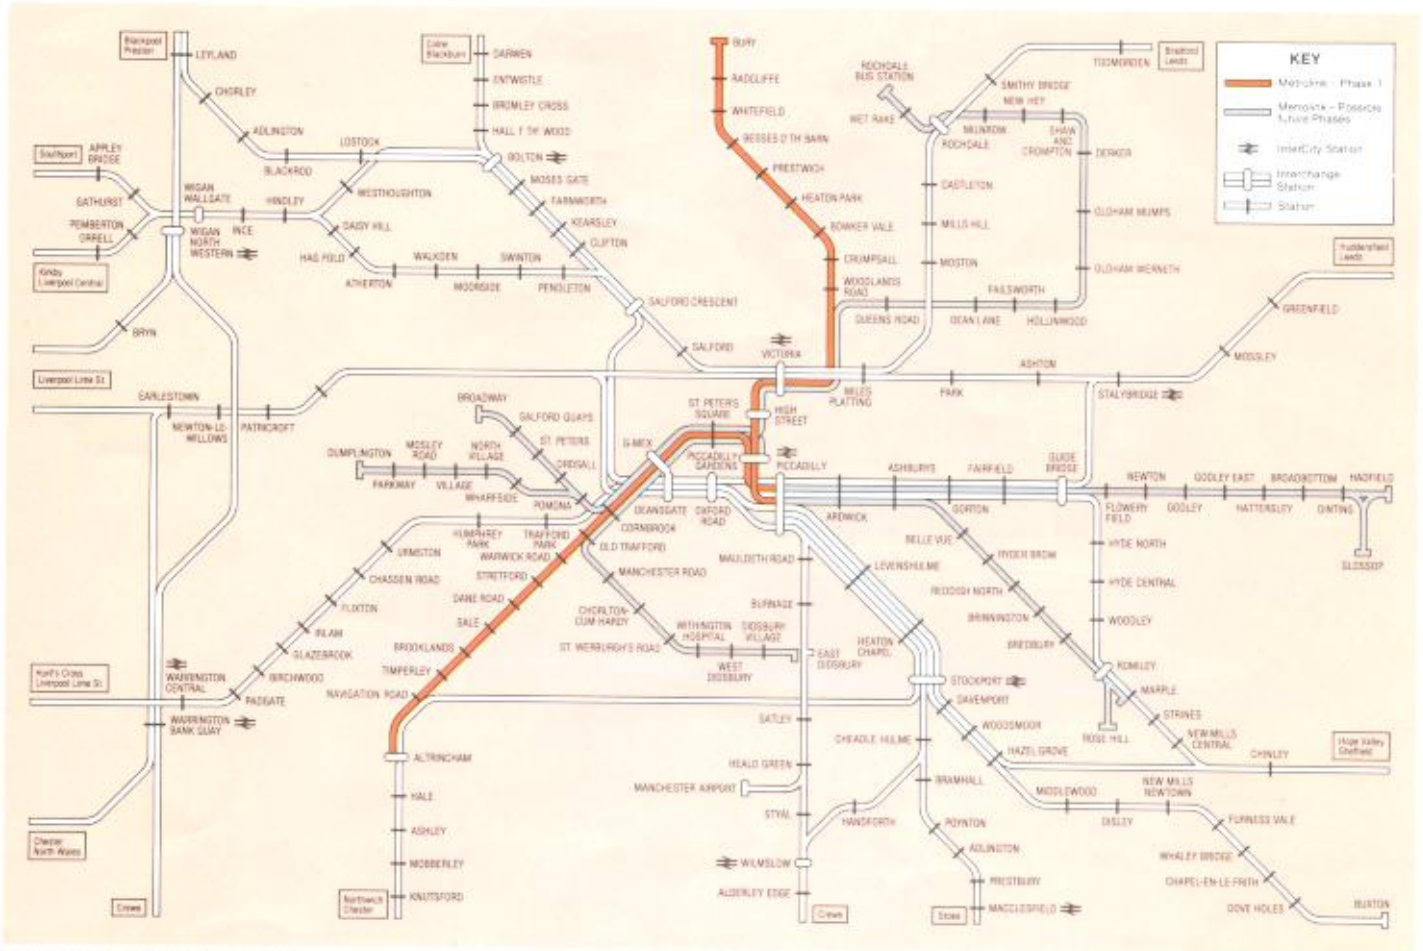 Blackpool
Preston
LEYLAND
CHORLEY
ADLINGTON
LOSTOCK
BLACKROD
Colne
Blackburn
DARWEN
ENTWISTLE
BROMLEY CROSS
HALL I' TH' WOOD
BOLTON
MOSES GATE
FARNWORTH
KEARSLEY
CLIFTON
WESTHOUGHTON
Southport
APPLEY
BRIDGE
GATHURST
PEMBERTON
ORRELL
Kirkby
Liverpool Central
WIGAN
WALLGATE
WIGAN
NORTH
WESTERN
INCE
HINDLEY
DAISY HILL
HAG FOLD
ATHERTON
WALKDEN
MOORSIDE
SWINTON
PENDLETON
SALFORD CRESCENT
SALFORD
BRYN
Liverpool Lime St.
EARLESTOWN
NEWTON-LE-
WILLOWS
PATRICROFT
BURY
RADCLIFFE
WHITEFIELD
BESSES O' TH' BARN
PRESTWICH
HEATON PARK
BOWKER VALE
CRUMPSALL
WOODLANDS
ROAD
QUEENS ROAD
DEAN LANE
FAILSWORTH
HOLLINWOOD
OLDHAM WERNETH
OLDHAM MUMPS
DERKER
SHAW
AND
CROMPTON
NEW HEY
MILNROW
ROCHDALE
BUS STATION
WET RAKE
ROCHDALE
SMITHY BRIDGE
TODMORDEN
Bradford
Leeds
CASTLETON
MILLS HILL
MOSTON
KEY
Metrolink - Phase 1
Metrolink - Possible
future Phases
InterCity Station
Interchange
Station
Station
Huddersfield
Leeds
GREENFIELD
MOSSLEY
STALYBRIDGE
ASHTON
PARK
MILES
PLATTING
VICTORIA
HIGH
STREET
ST PETER'S
SQUARE
G-MEX
PICCADILLY
GARDENS
PICCADILLY
DEANSGATE
OXFORD
ROAD
BROADWAY
SALFORD QUAYS
ST. PETERS
ORDSALL
POMONA
CORNBROOK
DUMPLINGTON
PARKWAY
MOSLEY
ROAD
VILLAGE
NORTH
VILLAGE
WHARFSIDE
HUMPHREY
PARK
TRAFFORD
PARK
URMSTON
CHASSEN ROAD
FLIXTON
IRLAM
GLAZEBROOK
BIRCHWOOD
PADGATE
WARRINGTON
CENTRAL
WARRINGTON
BANK QUAY
Hunt's Cross
Liverpool Lime St.
Chester
North Wales
Crewe
OLD TRAFFORD
WARWICK ROAD
STRETFORD
DANE ROAD
SALE
BROOKLANDS
TIMPERLEY
NAVIGATION ROAD
ALTRINCHAM
HALE
ASHLEY
MOBBERLEY
KNUTSFORD
Northwich
Chester
MANCHESTER ROAD
CHORLTON-
CUM-HARDY
ST. WERBURGH'S ROAD
WITHINGTON
HOSPITAL
WEST
DIDSBURY
DIDSBURY
VILLAGE
EAST
DIDSBURY
MAULDETH ROAD
BURNAGE
GATLEY
HEALD GREEN
MANCHESTER AIRPORT
STYAL
WILMSLOW
ALDERLEY EDGE
Crewe
HANDFORTH
CHEADLE HULME
BRAMHALL
POYNTON
ADLINGTON
PRESTBURY
MACCLESFIELD
Stoke
LEVENSHULME
HEATON
CHAPEL
STOCKPORT
DAVENPORT
WOODSMOOR
HAZEL GROVE
MIDDLEWOOD
DISLEY
NEW MILLS
NEWTOWN
FURNESS VALE
WHALEY BRIDGE
CHAPEL-EN-LE-FRITH
DOVE HOLES
BUXTON
ARDWICK
ASHBURYS
GORTON
FAIRFIELD
GUIDE
BRIDGE
FLOWERY
FIELD
NEWTON
GODLEY
GODLEY EAST
HATTERSLEY
BROADBOTTOM
DINTING
HADFIELD
GLOSSOP
HYDE NORTH
HYDE CENTRAL
WOODLEY
BELLE VUE
RYDER BROW
REDDISH NORTH
BRINNINGTON
BREDBURY
ROMILEY
ROSE HILL
MARPLE
STRINES
NEW MILLS
CENTRAL
CHINLEY
Hope Valley
Sheffield